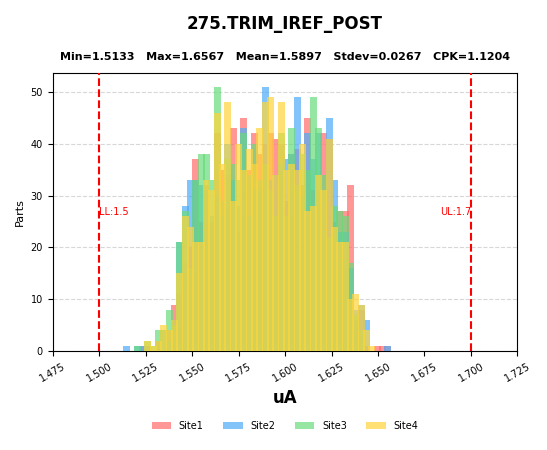 275.TRIM_IREF_POST
Min=1.5133 Max=1.6567 Mean=1.5897 Stdev=0.0267 CPK=1.1204
Parts
50
40
30
20
10
0
LL:1.5
UL:1.7
1.475 1.500 1.525 1.550 1.575 1.600 1.625 1.650 1.675 1.700 1.725
uA
Site1 Site2 Site3 Site4